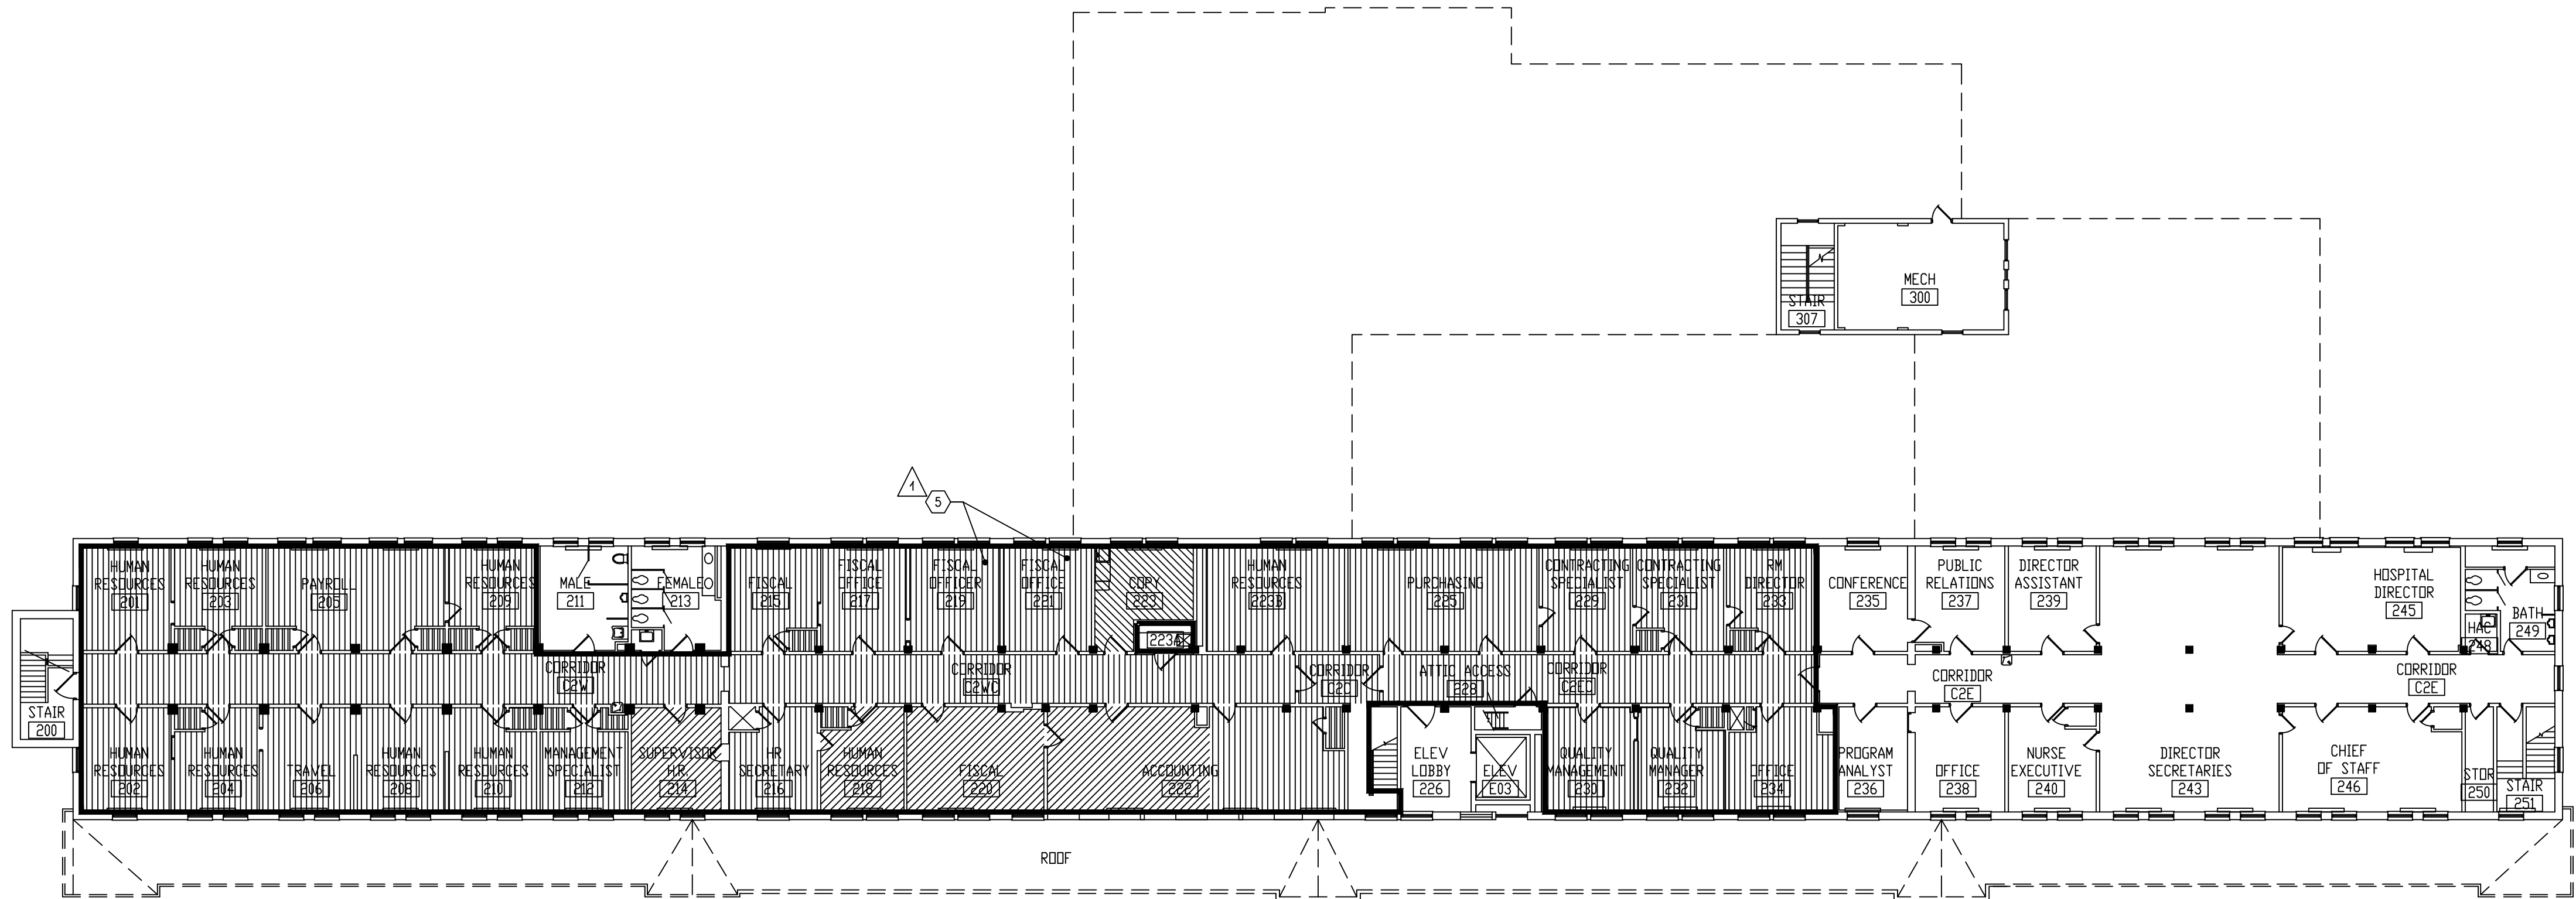 MECH
300
STAIR
307
1
5
HUMAN
RESOURCES
201
HUMAN
RESOURCES
203
PAYROLL
205
HUMAN
RESOURCES
209
MALE
211
FEMALE
213
FISCAL
215
FISCAL
OFFICE
217
FISCAL
OFFICER
219
FISCAL
OFFICE
221
COPY
223
223A
HUMAN
RESOURCES
223B
PURCHASING
225
CONTRACTING
SPECIALIST
229
CONTRACTING
SPECIALIST
231
RM
DIRECTOR
233
CONFERENCE
235
PUBLIC
RELATIONS
237
DIRECTOR
ASSISTANT
239
HOSPITAL
DIRECTOR
245
HAC
248
BATH
249
STAIR
200
CORRIDOR
C2W
CORRIDOR
C2WC
CORRIDOR
C2C
ATTIC ACCESS
228
CORRIDOR
C2EC
CORRIDOR
C2E
CORRIDOR
C2E
HUMAN
RESOURCES
202
HUMAN
RESOURCES
204
TRAVEL
206
HUMAN
RESOURCES
208
HUMAN
RESOURCES
210
MANAGEMENT
SPECIALIST
212
SUPERVISOR
H.R.
214
HR
SECRETARY
216
HUMAN
RESOURCES
218
FISCAL
220
ACCOUNTING
222
ELEV
LOBBY
226
ELEV
E03
QUALITY
MANAGEMENT
230
QUALITY
MANAGER
232
OFFICE
234
PROGRAM
ANALYST
236
OFFICE
238
NURSE
EXECUTIVE
240
DIRECTOR
SECRETARIES
243
CHIEF
OF STAFF
246
STOR
250
STAIR
251
ROOF